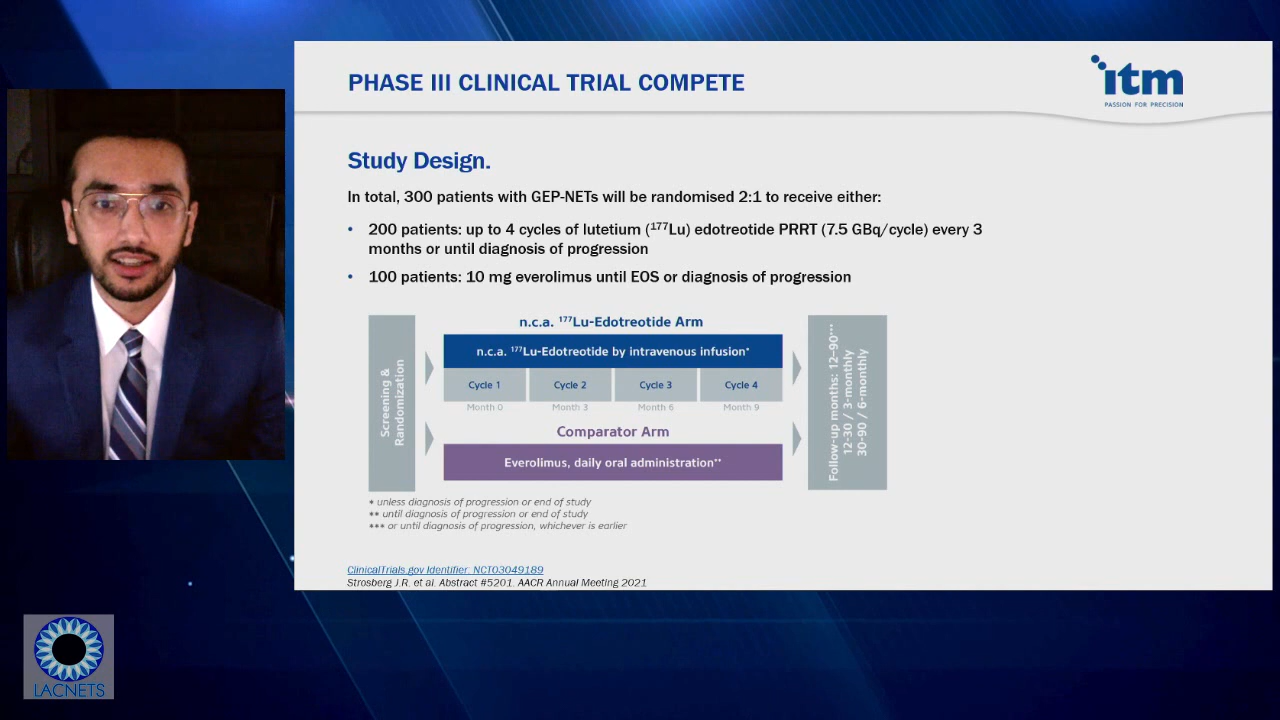 PHASE III CLINICAL TRIAL COMPETE
itm
PASSION FOR PRECISION
Study Design.
In total, 300 patients with GEP-NETs will be randomised 2:1 to receive either:
• 200 patients: up to 4 cycles of lutetium (¹⁷⁷Lu) edotreotide PRRT (7.5 GBq/cycle) every 3
months or until diagnosis of progression
• 100 patients: 10 mg everolimus until EOS or diagnosis of progression
Screening &
Randomization
n.c.a. ¹⁷⁷Lu-Edotreotide Arm
n.c.a. ¹⁷⁷Lu-Edotreotide by intravenous infusion*
Cycle 1 Cycle 2 Cycle 3 Cycle 4
Month 0 Month 3 Month 6 Month 9
Comparator Arm
Everolimus, daily oral administration**
Follow-up months: 12-90***
12-30 / 3-monthly
30-90 / 6-monthly
* unless diagnosis of progression or end of study
** until diagnosis of progression or end of study
*** or until diagnosis of progression, whichever is earlier
ClinicalTrials.gov Identifier: NCT03049189
Strosberg J.R. et al. Abstract #5201. AACR Annual Meeting 2021
LACNETS